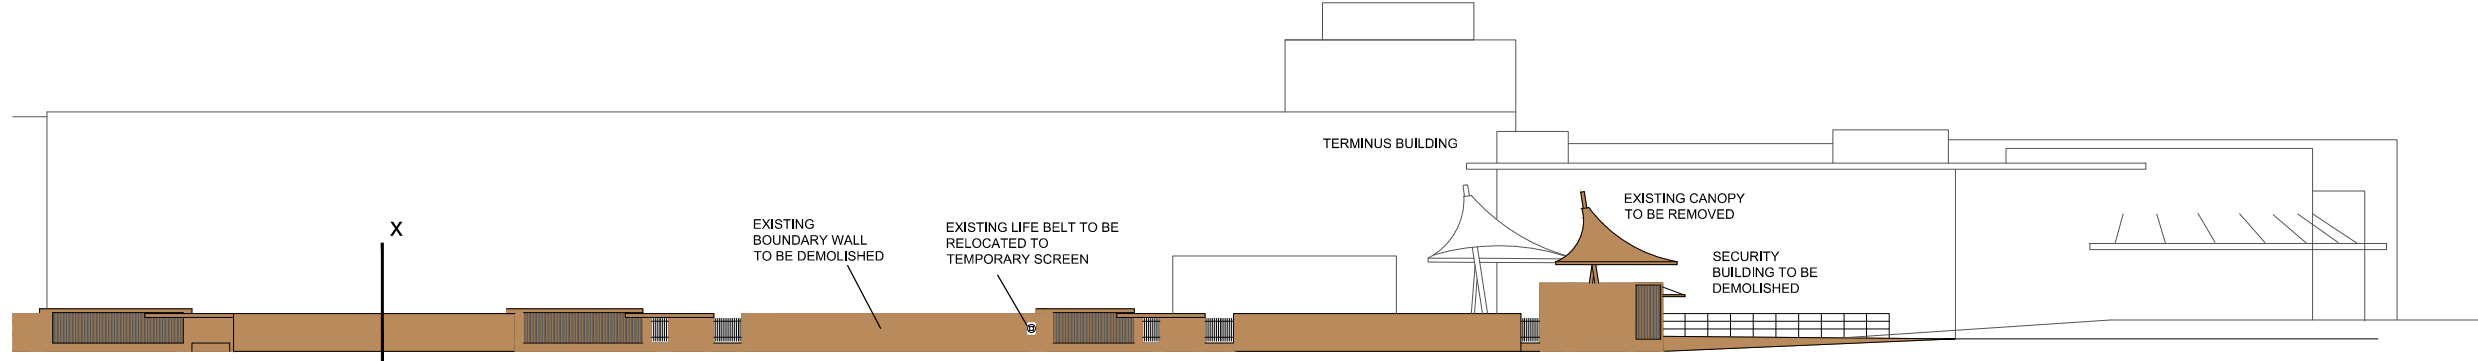 TERMINUS BUILDING
X
EXISTING
BOUNDARY WALL
TO BE DEMOLISHED
EXISTING LIFE BELT TO BE
RELOCATED TO
TEMPORARY SCREEN
EXISTING CANOPY
TO BE REMOVED
SECURITY
BUILDING TO BE
DEMOLISHED